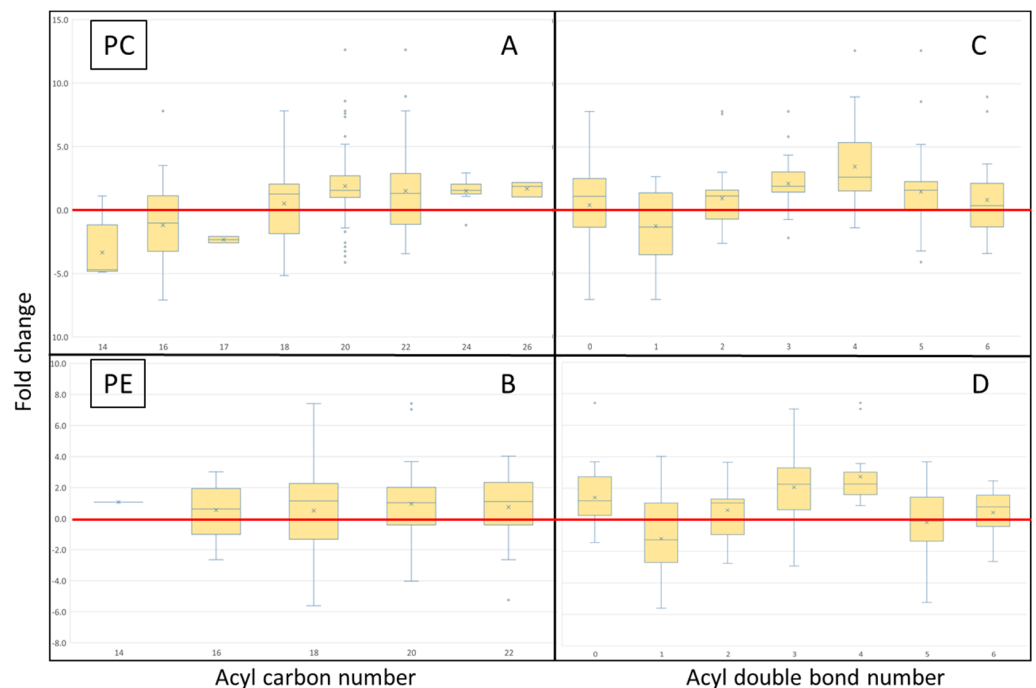 PC
A
C
15.0
10.0
5.0
0.0
-5.0
10.0
14 16 17 18 20 22 24 26
0 1 2 3 4 5 6
PE
B
D
10.0
8.0
6.0
4.0
2.0
0.0
-2.0
-4.0
-6.0
-8.0
14 16 18 20 22
0 1 2 3 4 5 6
Fold change
Acyl carbon number
Acyl double bond number